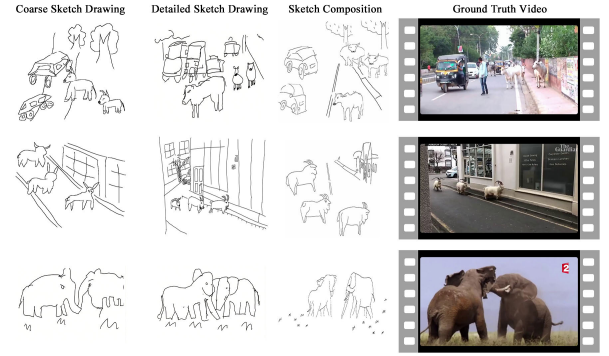 Coarse Sketch Drawing
Detailed Sketch Drawing
Sketch Composition
Ground Truth Video
2